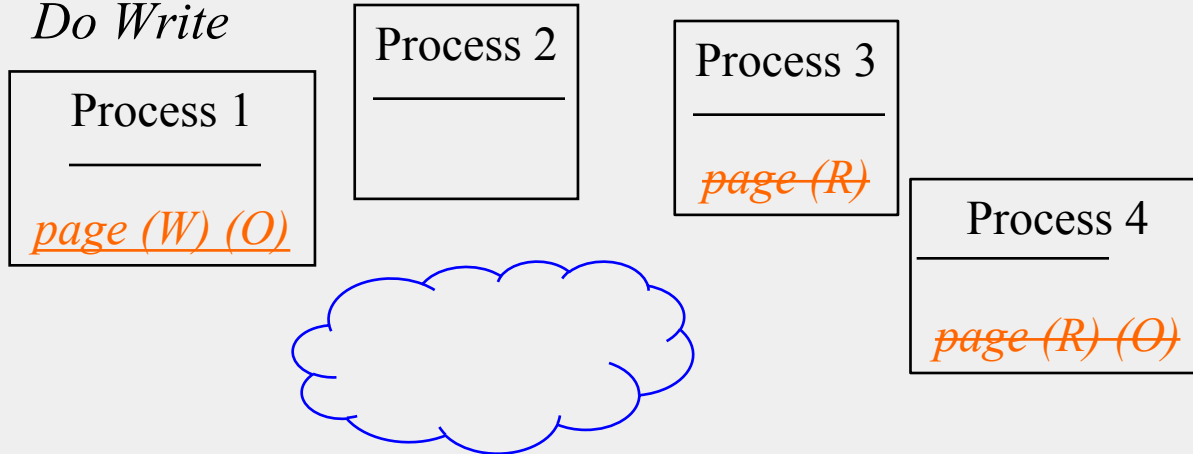 Do Write
Process 1
page (W) (O)
Process 2
Process 3
page (R)
Process 4
page (R) (O)